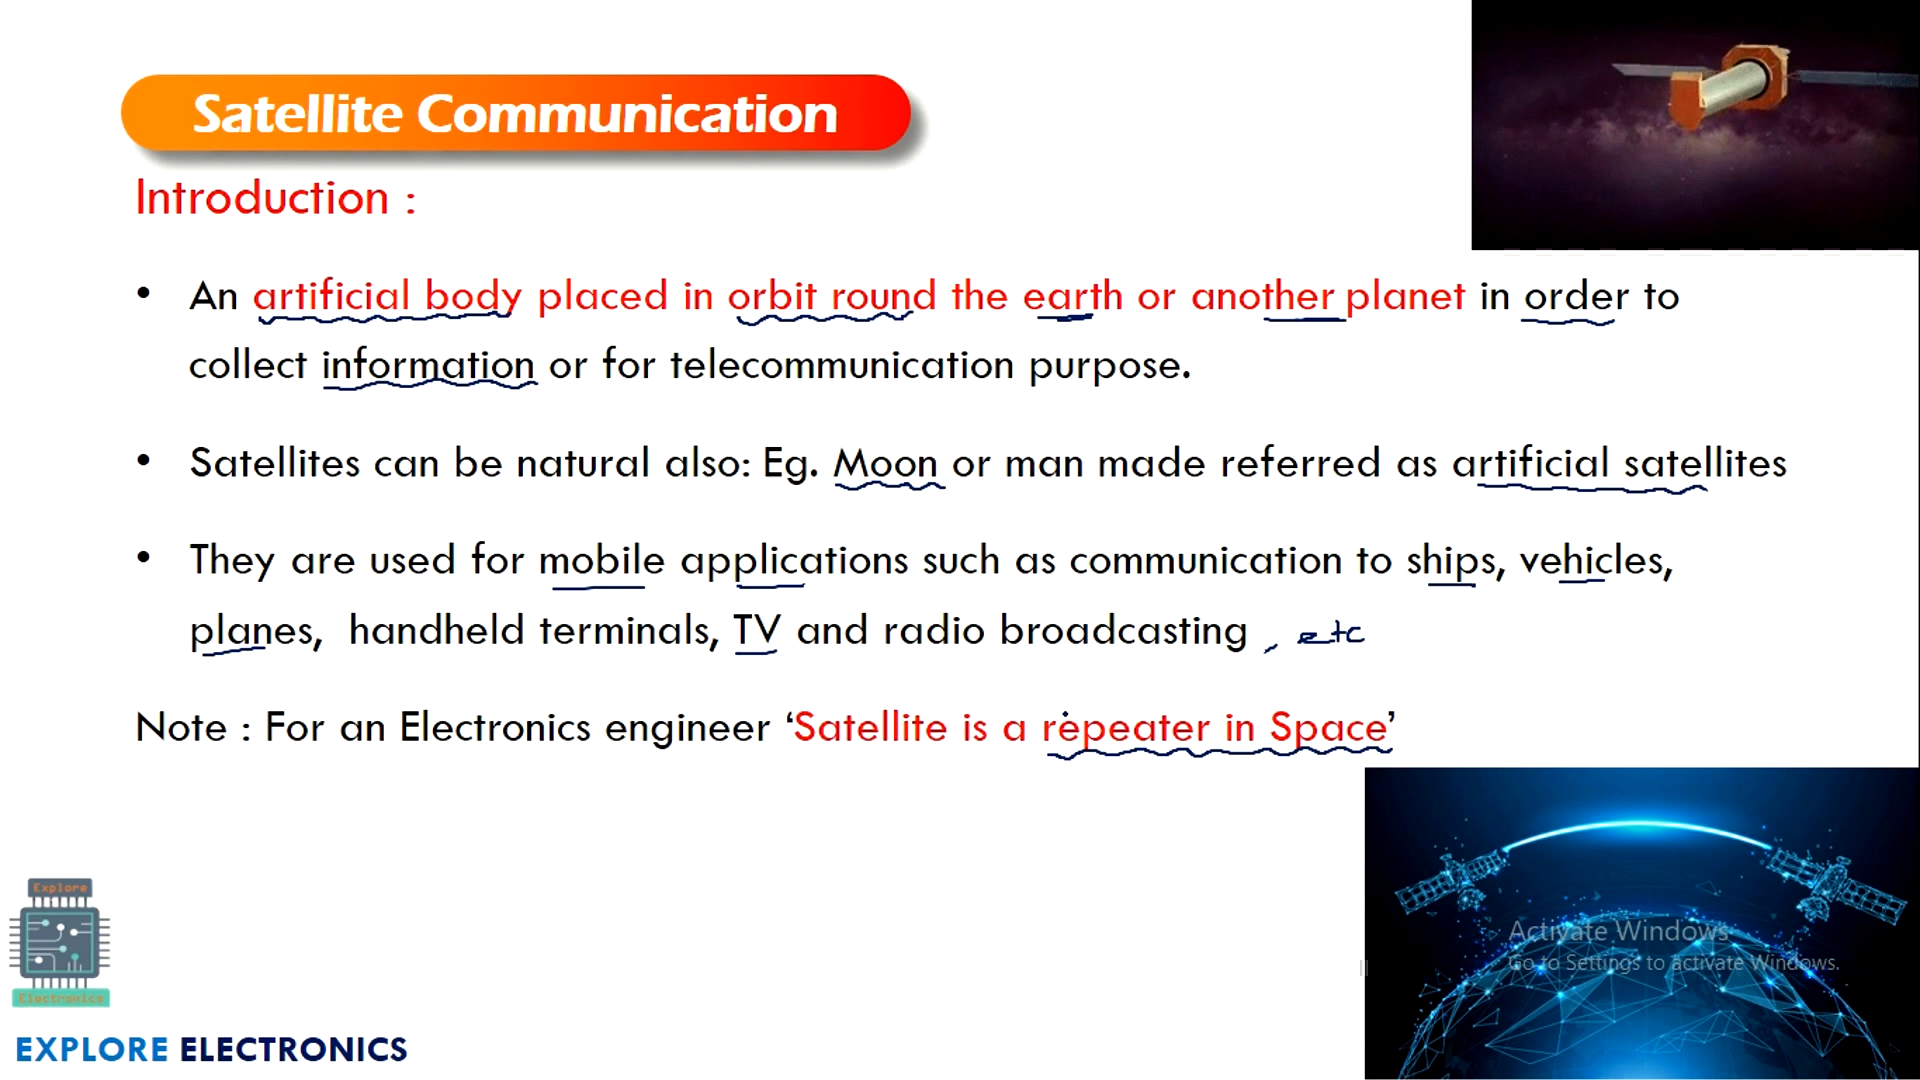 Satellite Communication
Introduction :
• An artificial body placed in orbit round the earth or another planet in order to
collect information or for telecommunication purpose.
• Satellites can be natural also: Eg. Moon or man made referred as artificial satellites
• They are used for mobile applications such as communication to ships, vehicles,
planes, handheld terminals, TV and radio broadcasting , etc
Note : For an Electronics engineer ‘Satellite is a repeater in Space’
Explore
Electronics
EXPLORE ELECTRONICS
Activate Windows
Go to Settings to activate Windows.